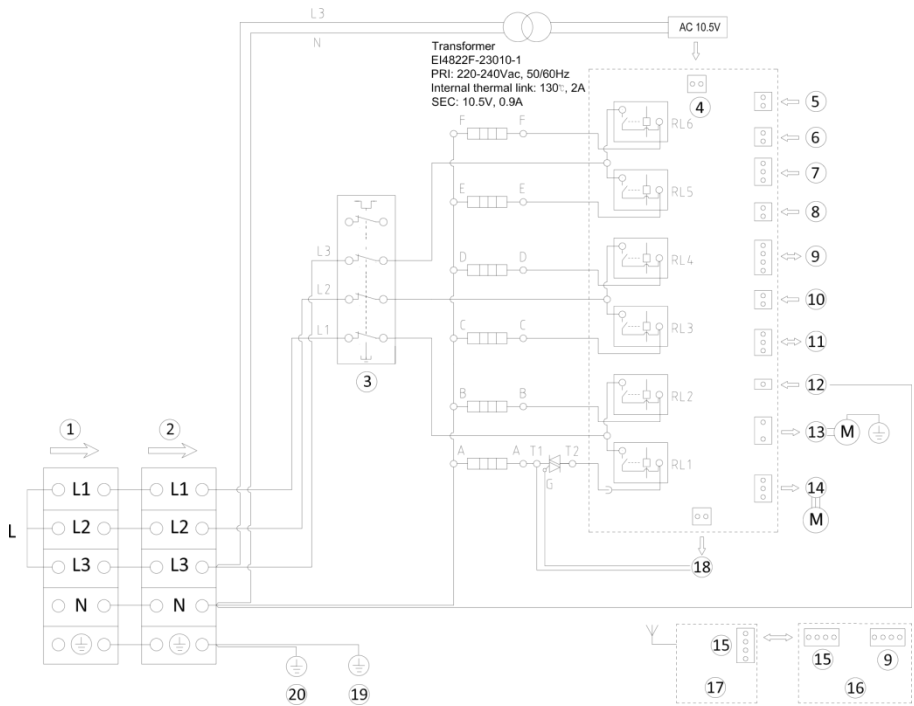 L3
N
AC 10.5V
Transformer
EI4822F-23010-1
PRI: 220-240Vac, 50/60Hz
Internal thermal link: 130℃, 2A
SEC: 10.5V, 0.9A
4
5
F F RL6
6
7
E E RL5
8
L3 D D RL4 9
L2
10
L1 C C RL3 11
3
12
B B RL2
1 2
13 M
A A T1 T2 RL1
G
14
M
L1 L1
L L2 L2
L3 L3
18
N N
15 15 9
20 19
17 16